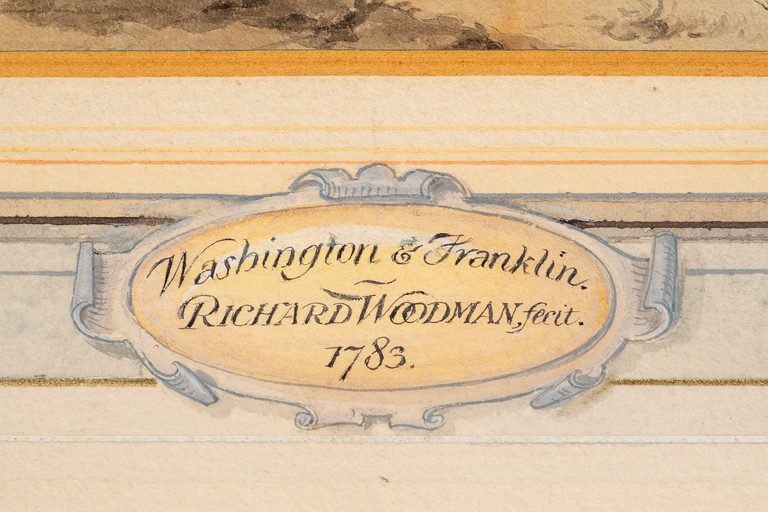 Washington & Franklin.
RICHARD WOODMAN, fecit.
1783.